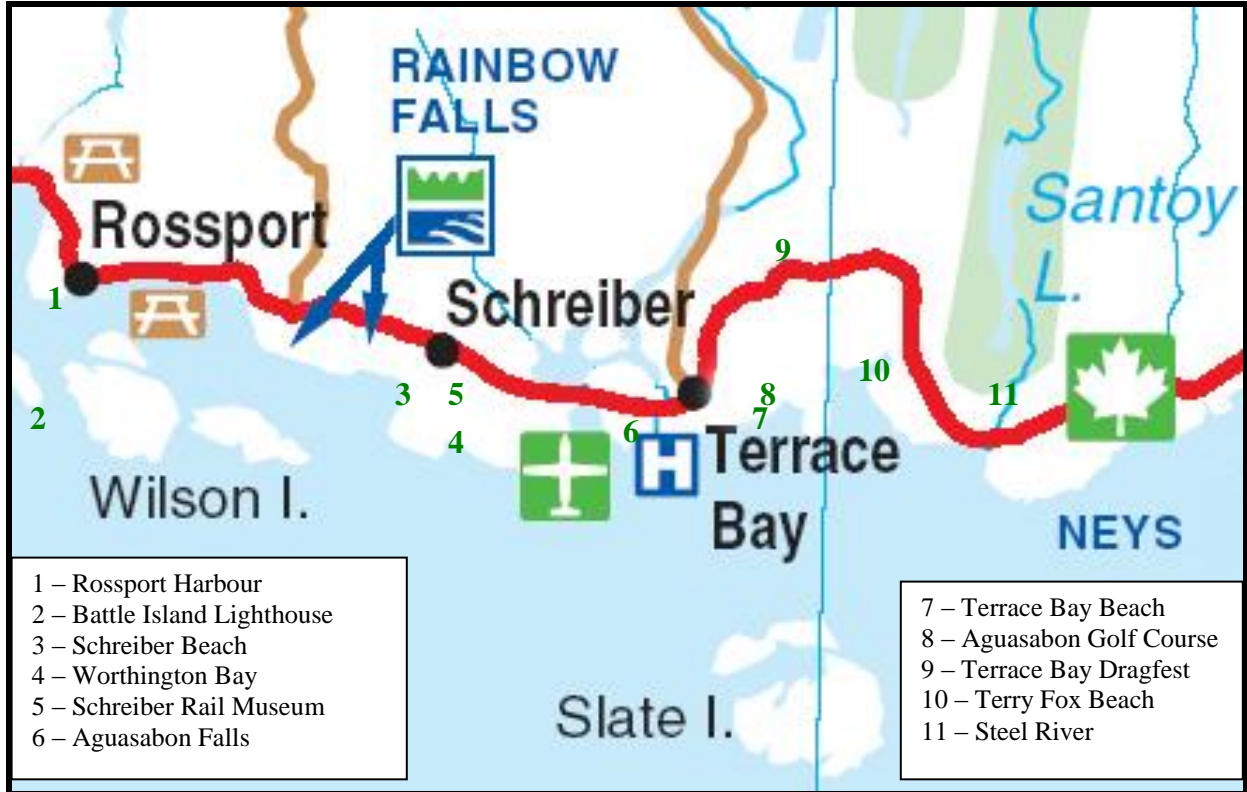 RAINBOW
FALLS
Rossport
Santoy
L.
9
1
Schreiber
10
3
5
8
11
2
7
6
4
H
Terrace
Bay
Wilson I.
NEYS
1 – Rossport Harbour
2 – Battle Island Lighthouse
3 – Schreiber Beach
4 – Worthington Bay
5 – Schreiber Rail Museum
6 – Aguasabon Falls
7 – Terrace Bay Beach
8 – Aguasabon Golf Course
9 – Terrace Bay Dragfest
10 – Terry Fox Beach
11 – Steel River
Slate I.